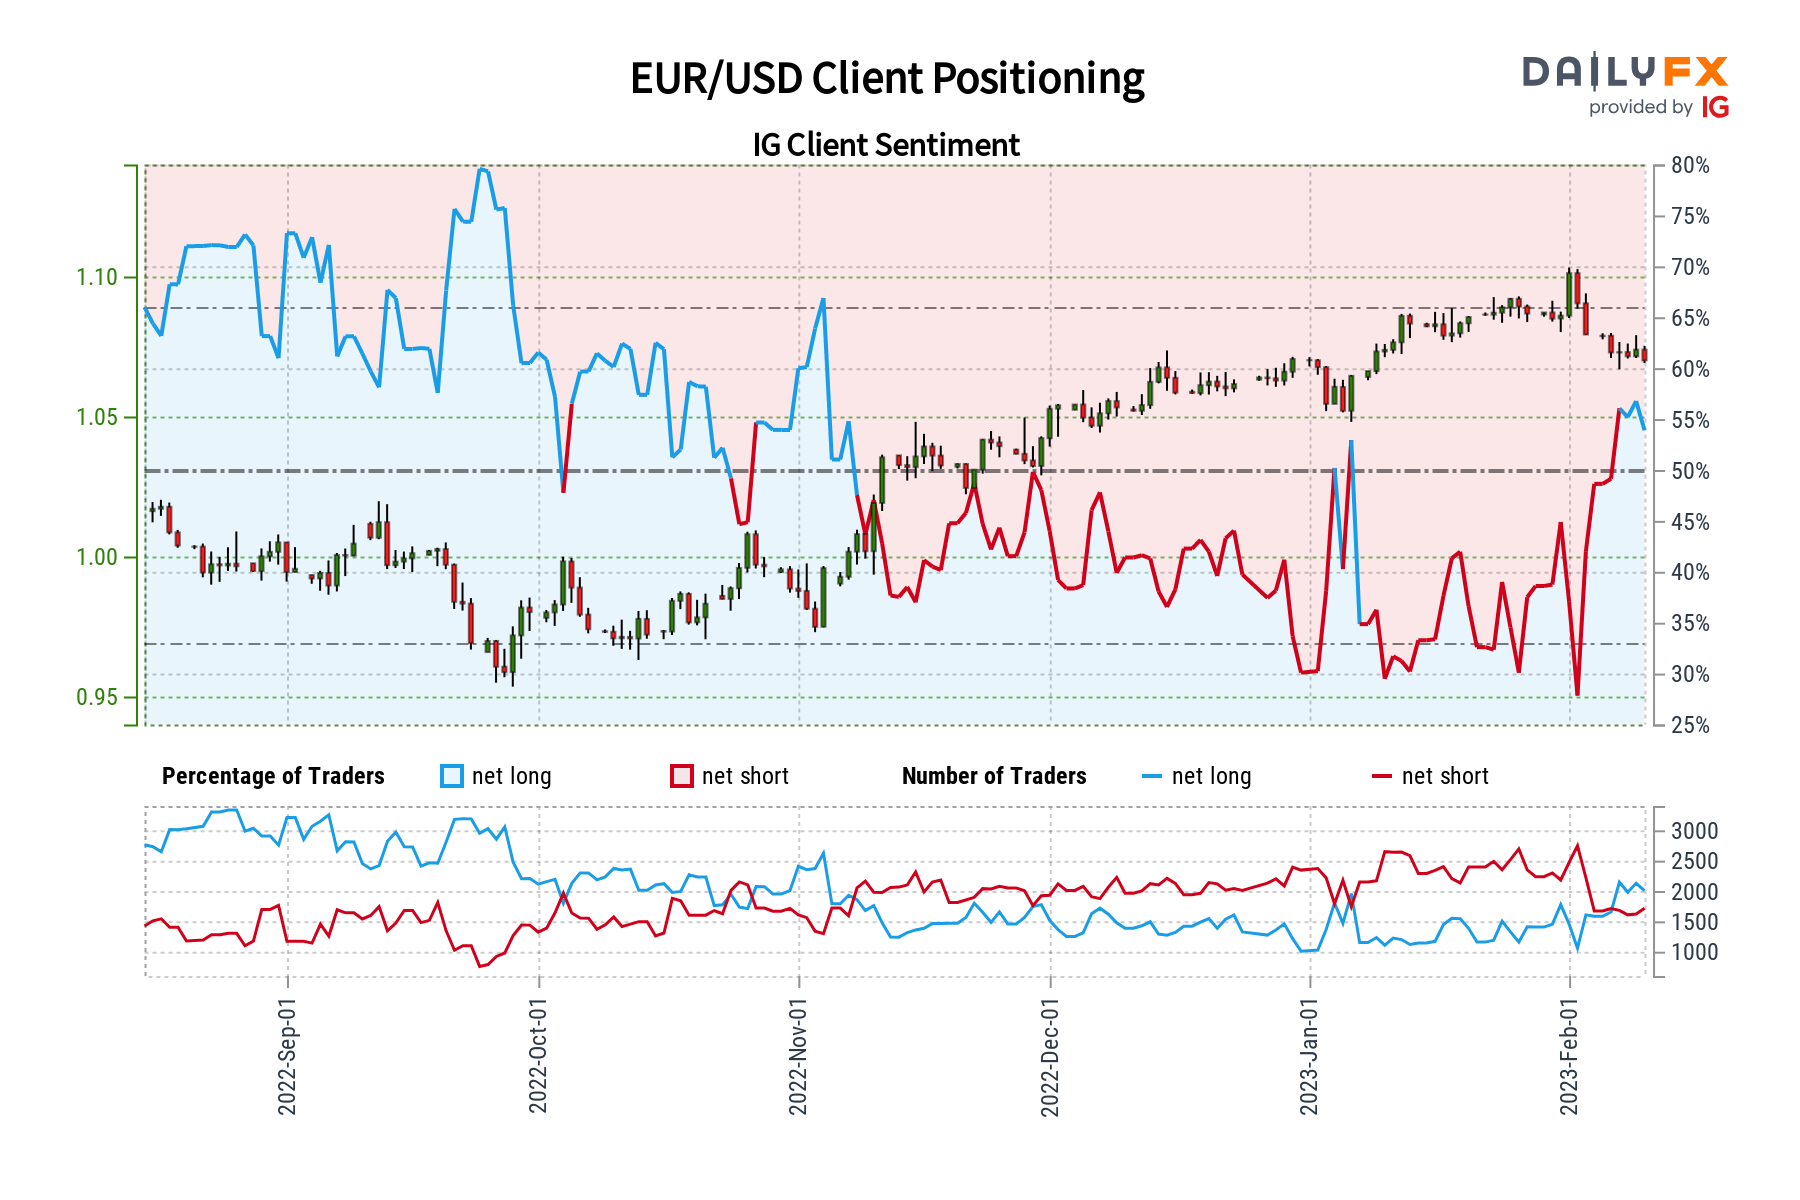 EUR/USD Client Positioning
DAILYFX
provided by IG
IG Client Sentiment
1.10
1.05
1.00
0.95
80%
75%
70%
65%
60%
55%
50%
45%
40%
35%
30%
25%
Percentage of Traders net long net short Number of Traders net long net short
3000
2500
2000
1500
1000
2022-Sep-01
2022-Oct-01
2022-Nov-01
2022-Dec-01
2023-Jan-01
2023-Feb-01